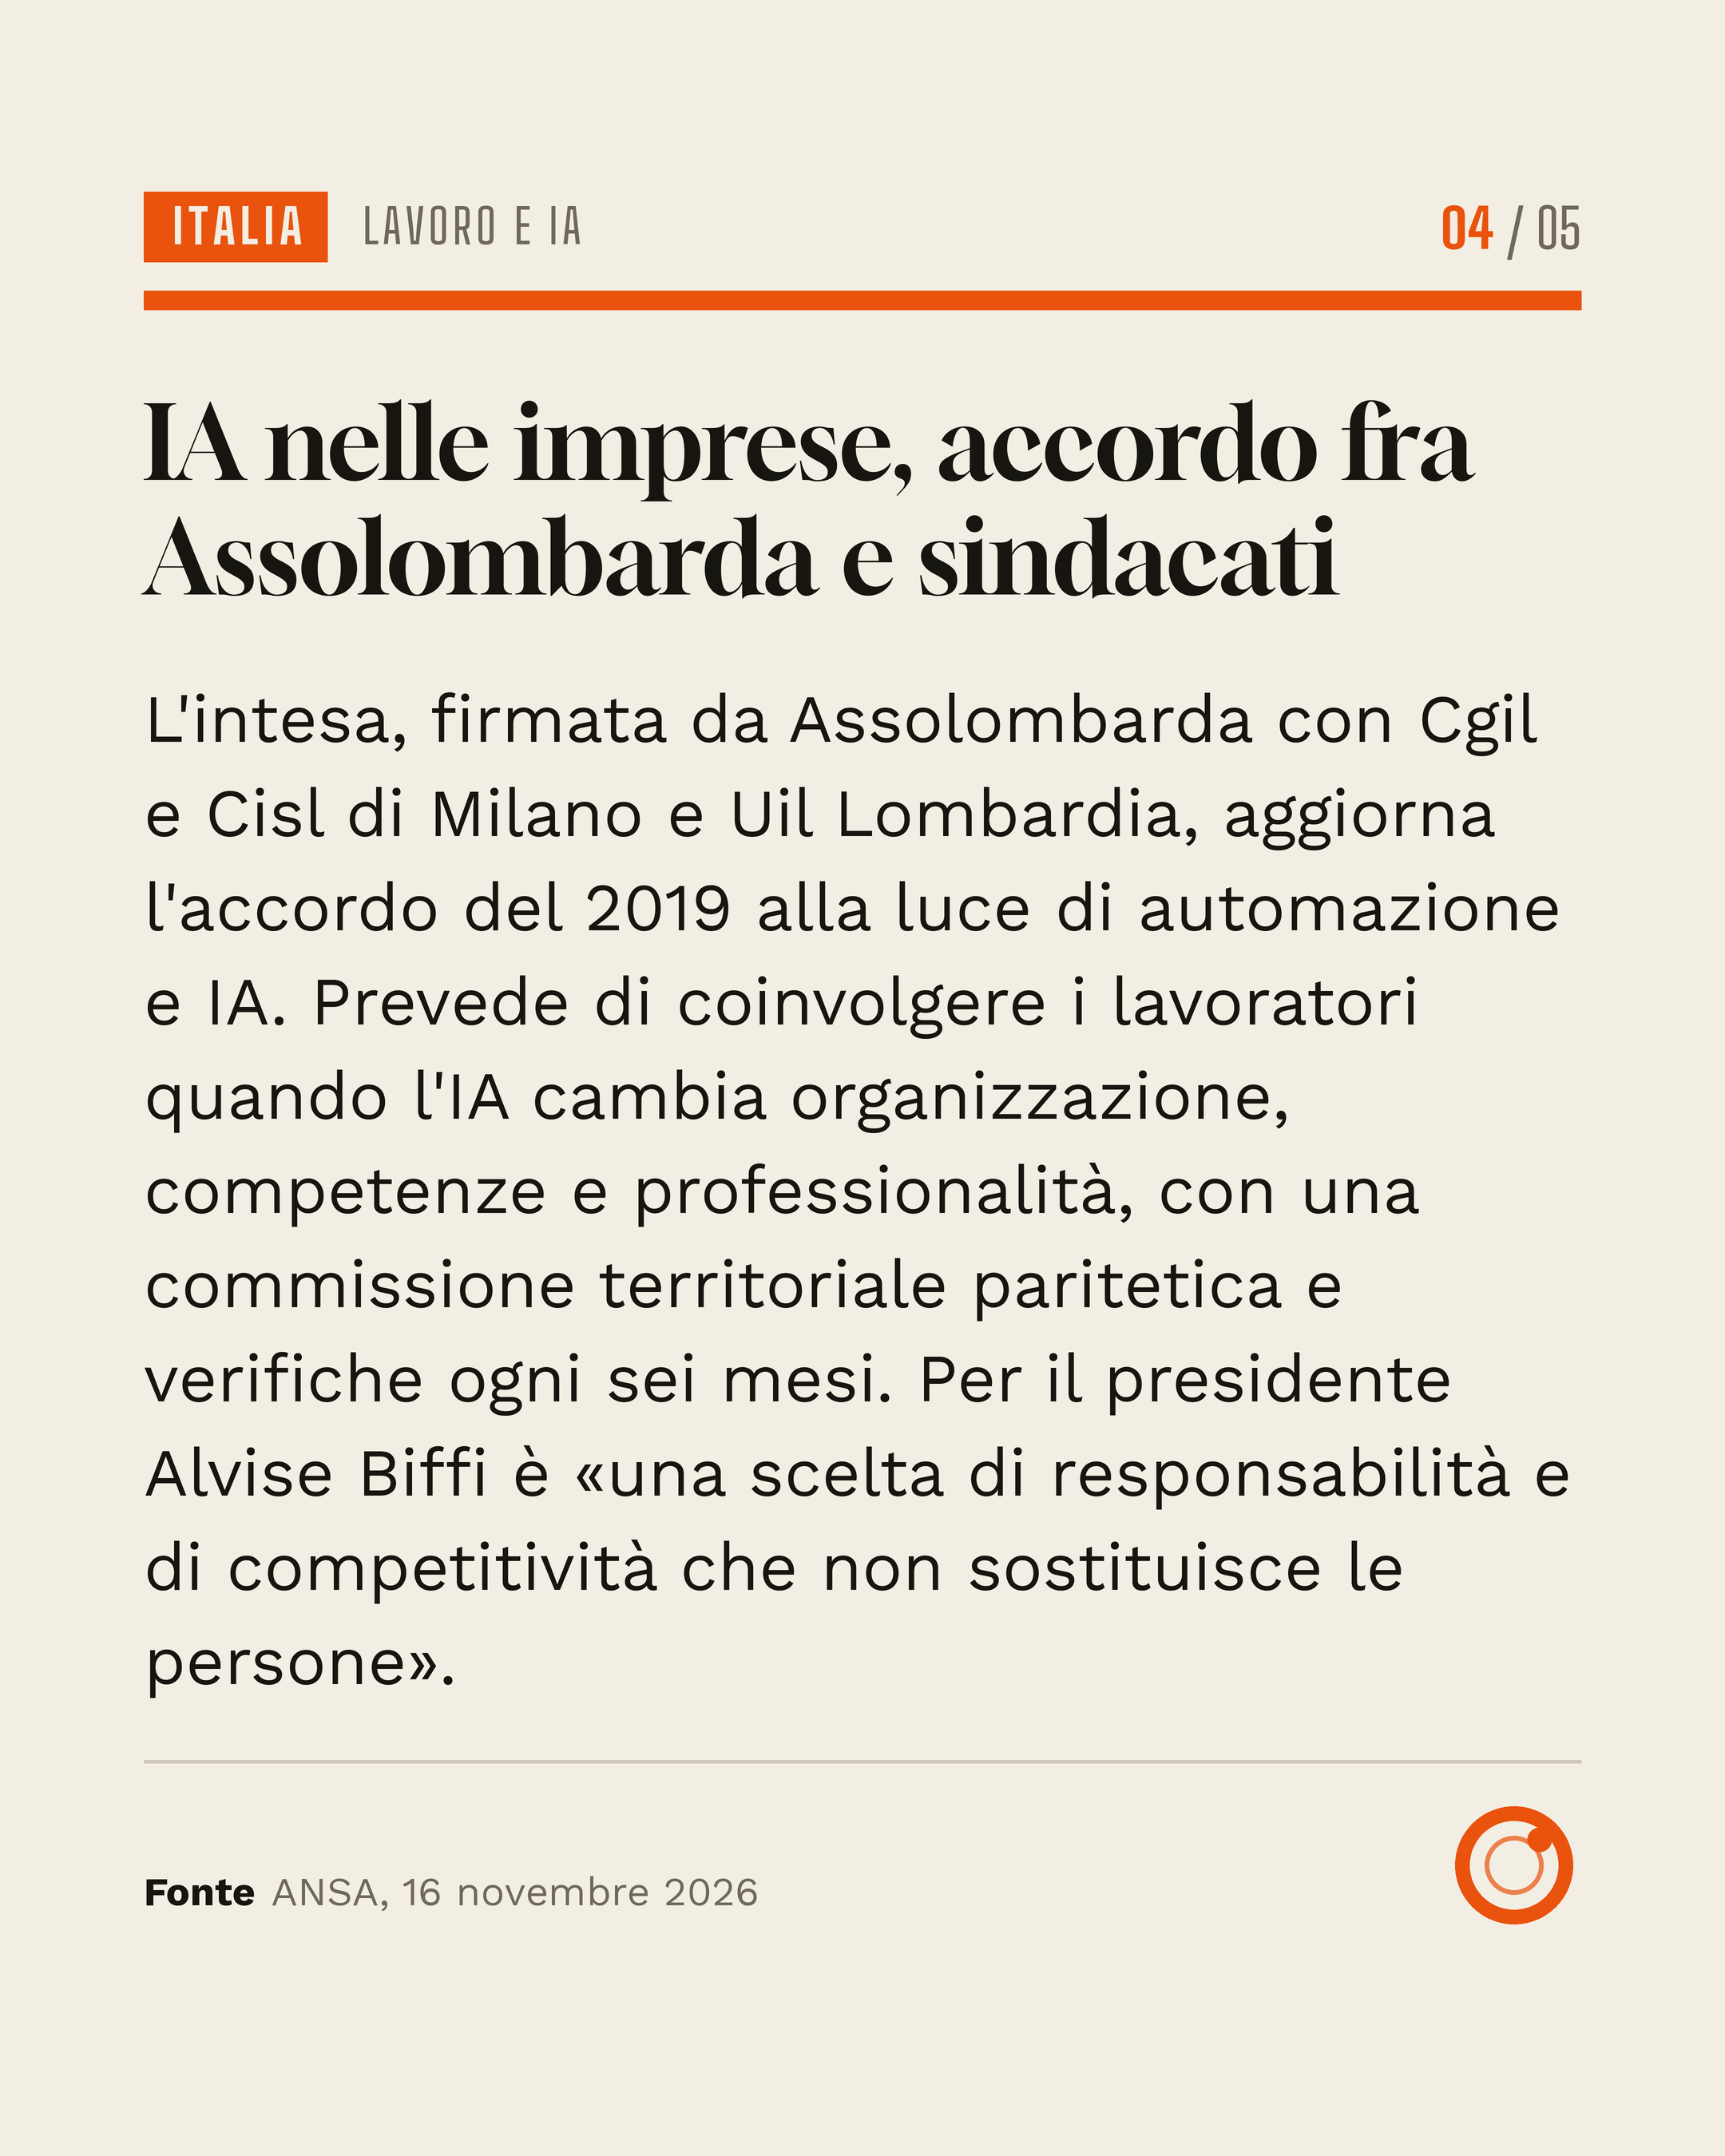 ITALIA LAVORO E IA 04 / 05
IA nelle imprese, accordo fra
Assolombarda e sindacati
L'intesa, firmata da Assolombarda con Cgil
e Cisl di Milano e Uil Lombardia, aggiorna
l'accordo del 2019 alla luce di automazione
e IA. Prevede di coinvolgere i lavoratori
quando l'IA cambia organizzazione,
competenze e professionalità, con una
commissione territoriale paritetica e
verifiche ogni sei mesi. Per il presidente
Alvise Biffi è «una scelta di responsabilità e
di competitività che non sostituisce le
persone».
Fonte ANSA, 16 novembre 2026